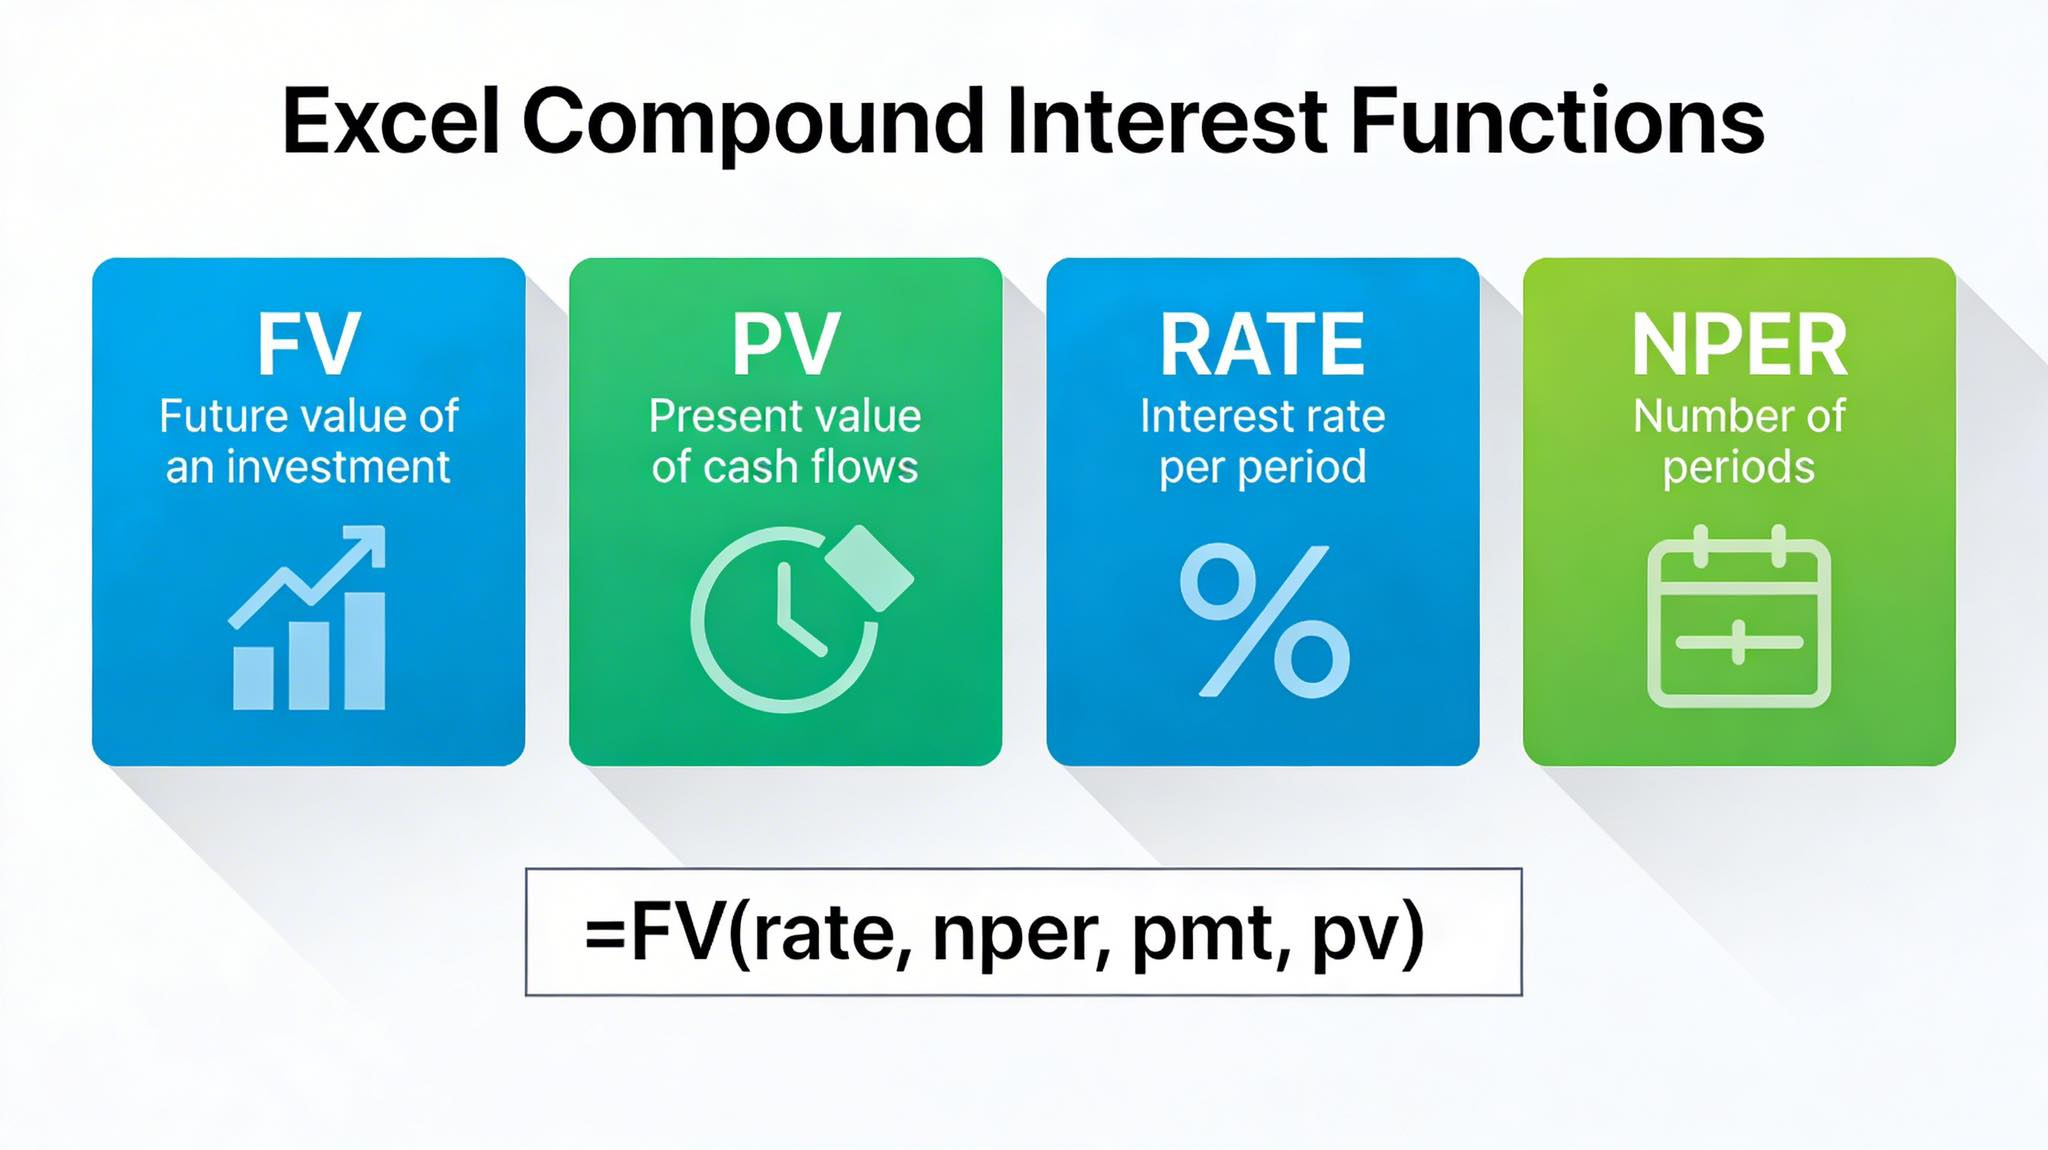 Excel Compound Interest Functions
FV
Future value of
an investment
PV
Present value
of cash flows
RATE
Interest rate
per period
%
NPER
Number of
periods
=FV(rate, nper, pmt, pv)